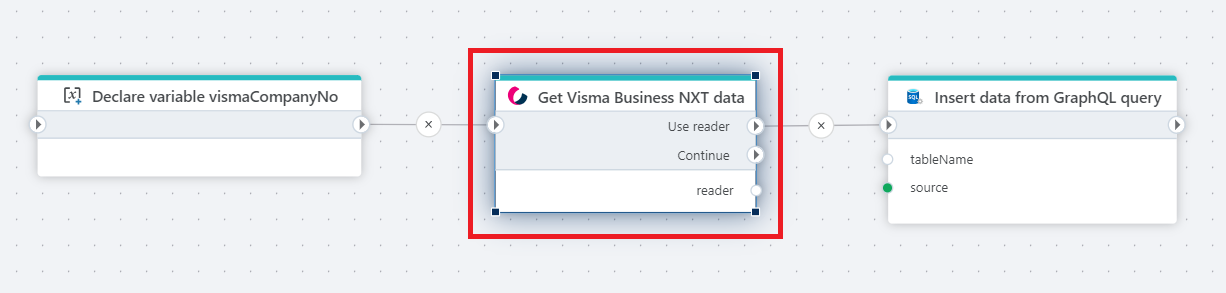 Declare variable vismaCompanyNo
Get Visma Business NXT data
Use reader
Continue
reader
SQL
Insert data from GraphQL query
tableName
source